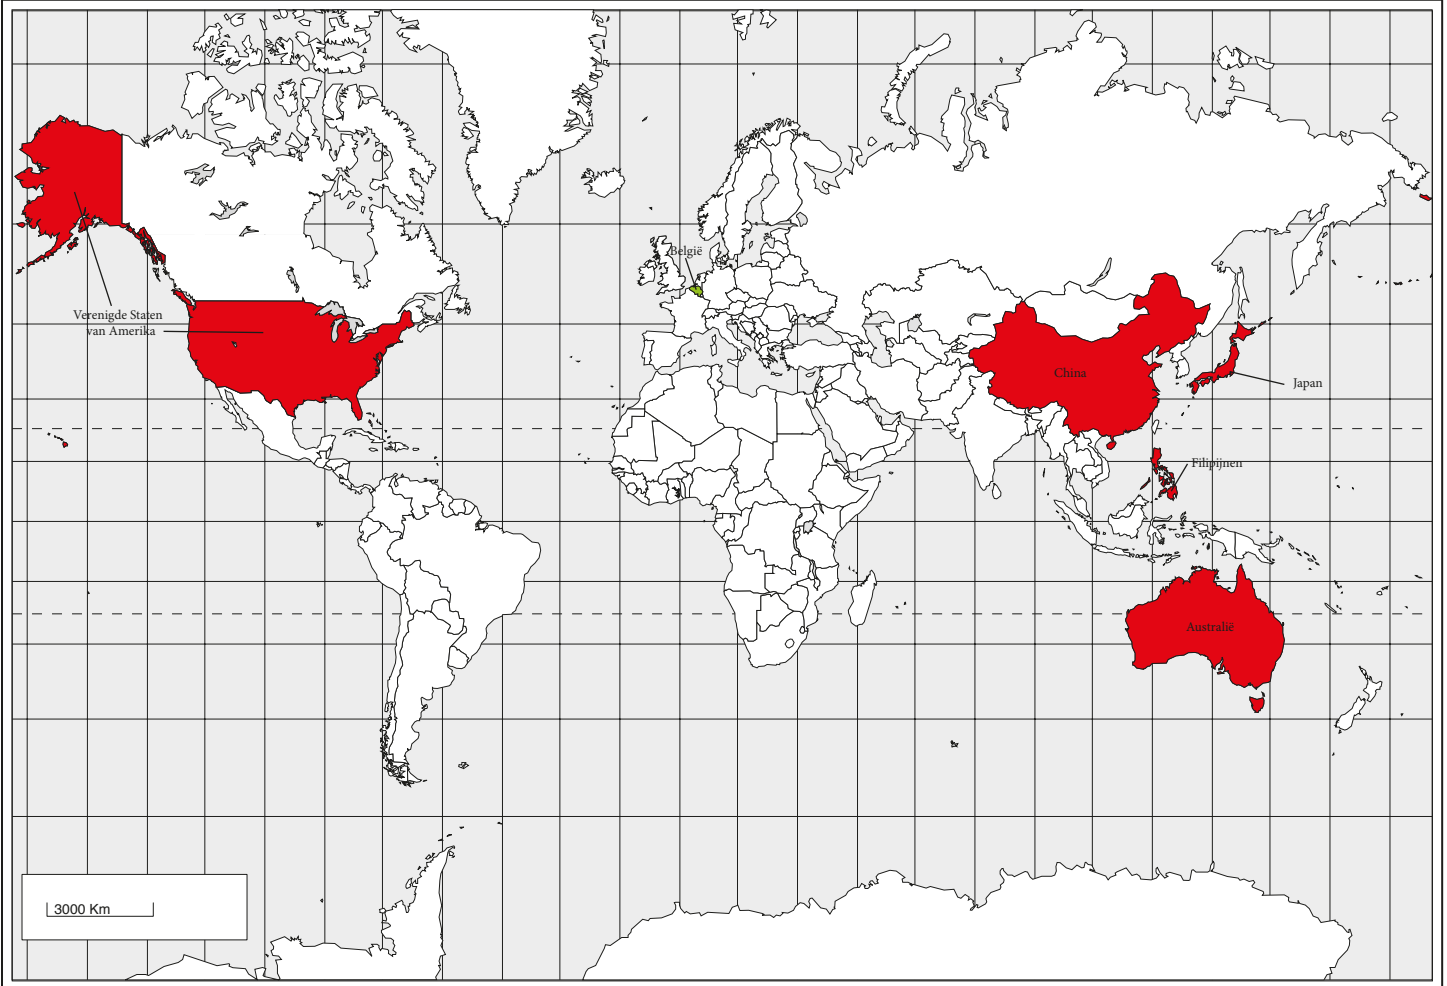 België
Verenigde Staten
van Amerika
China
Japan
Filipijnen
Australië
3000 Km